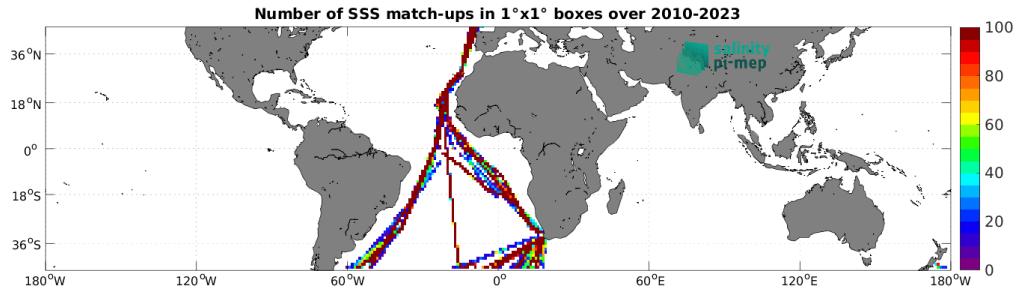 Number of SSS match-ups in 1°x1° boxes over 2010-2023
salinity
pi-mep
36°N
18°N
0°
18°S
36°S
180°W 120°W 60°W 0° 60°E 120°E 180°W
100
80
60
40
20
0